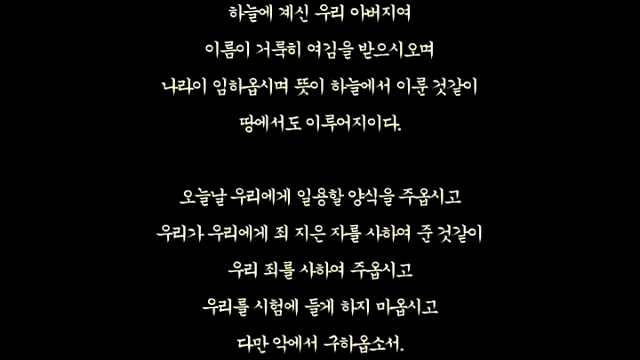 하늘에 계신 우리 아버지여
이름이 거룩히 여김을 받으시오며
나라이 임하옵시며 뜻이 하늘에서 이룬 것같이
땅에서도 이루어지이다.
오늘날 우리에게 일용할 양식을 주옵시고
우리가 우리에게 죄 지은 자를 사하여 준 것같이
우리 죄를 사하여 주옵시고
우리를 시험에 들게 하지 마옵시고
다만 악에서 구하옵소서.